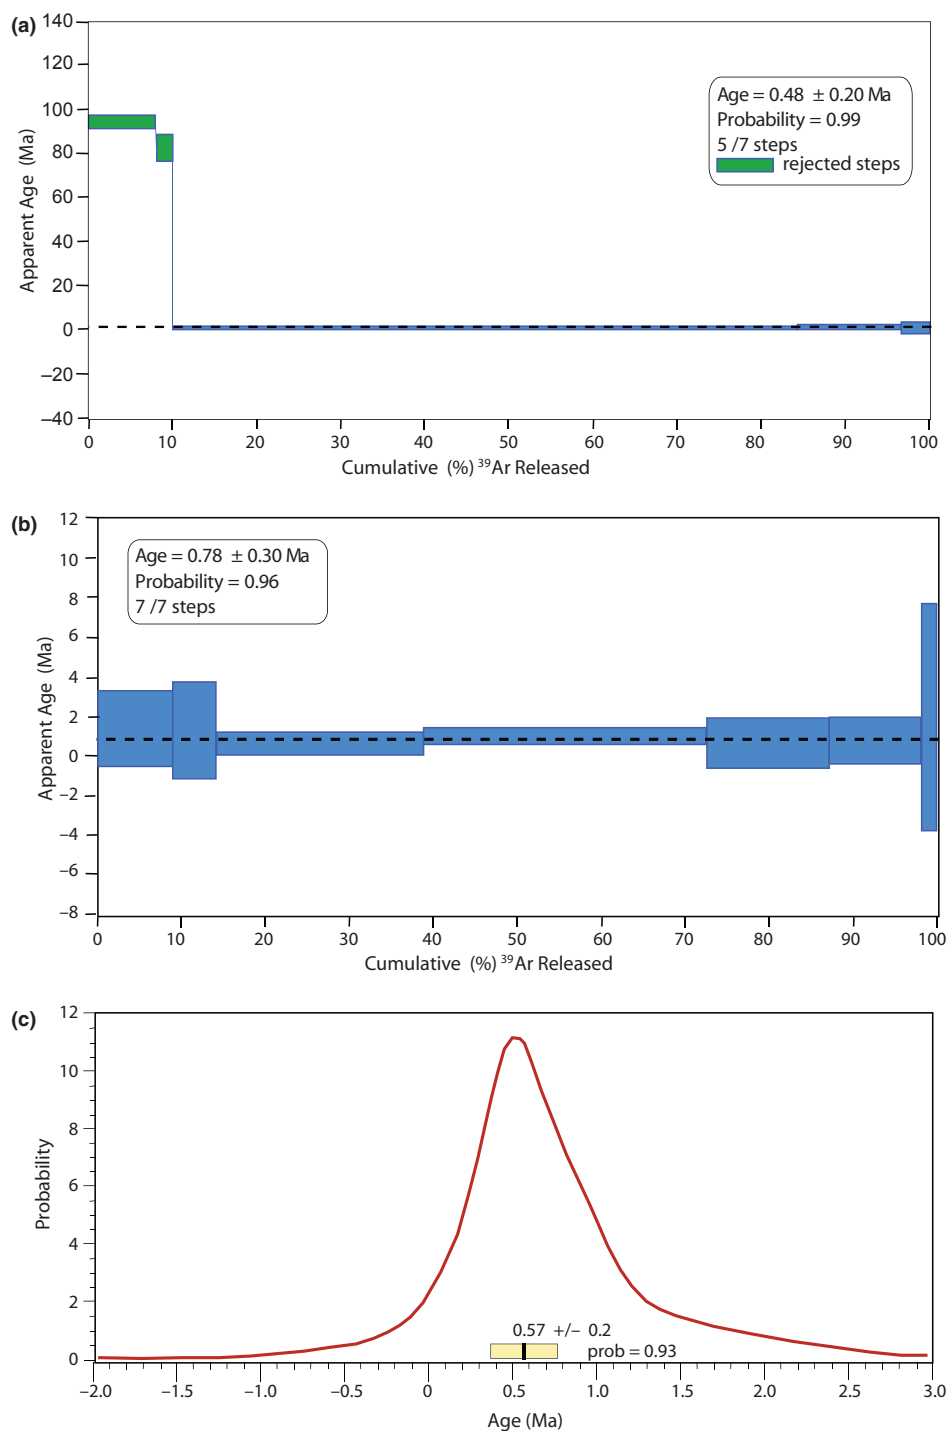 (a)
140
120
100
80
60
40
20
0
–20
–40
Apparent Age (Ma)
Age = 0.48 ± 0.20 Ma
Probability = 0.99
5 /7 steps
rejected steps
0 10 20 30 40 50 60 70 80 90 100
Cumulative (%) ³⁹Ar Released
(b)
12
10
8
6
4
2
0
–2
–4
–6
–8
Apparent Age (Ma)
Age = 0.78 ± 0.30 Ma
Probability = 0.96
7 /7 steps
0 10 20 30 40 50 60 70 80 90 100
Cumulative (%) ³⁹Ar Released
(c)
12
10
8
6
4
2
0
Probability
0.57 +/– 0.2
prob = 0.93
–2.0 –1.5 –1.0 –0.5 0 0.5 1.0 1.5 2.0 2.5 3.0
Age (Ma)